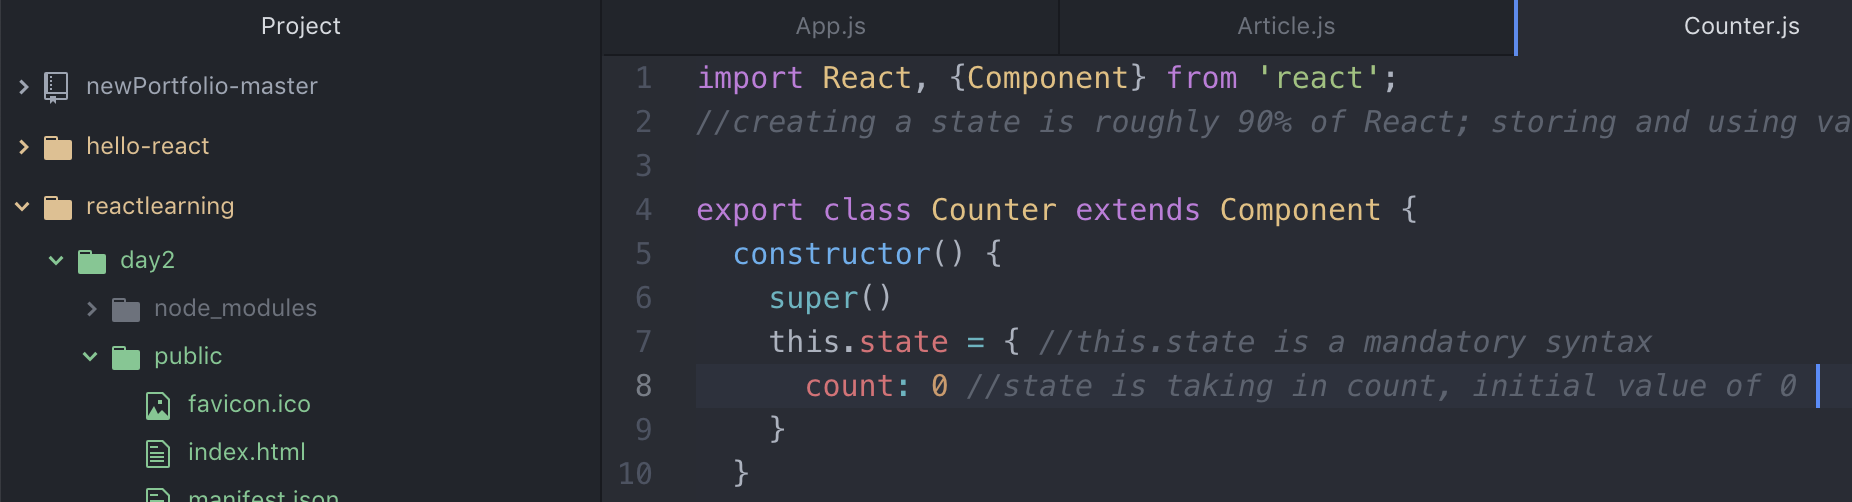 Project
newPortfolio-master
hello-react
reactlearning
day2
node_modules
public
favicon.ico
index.html
manifest.json
App.js
Article.js
Counter.js
1 import React, {Component} from 'react';
2 //creating a state is roughly 90% of React; storing and using va
3
4 export class Counter extends Component {
5 constructor() {
6 super()
7 this.state = { //this.state is a mandatory syntax
8 count: 0 //state is taking in count, initial value of 0
9 }
10 }